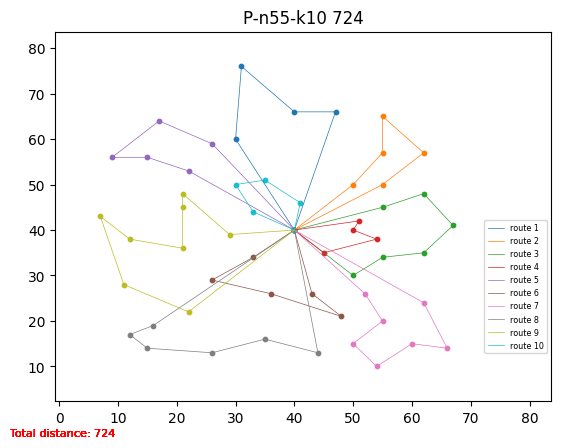 P-n55-k10 724
80
70
60
50
40
30
20
10
0 10 20 30 40 50 60 70 80
route 1
route 2
route 3
route 4
route 5
route 6
route 7
route 8
route 9
route 10
Total distance: 724